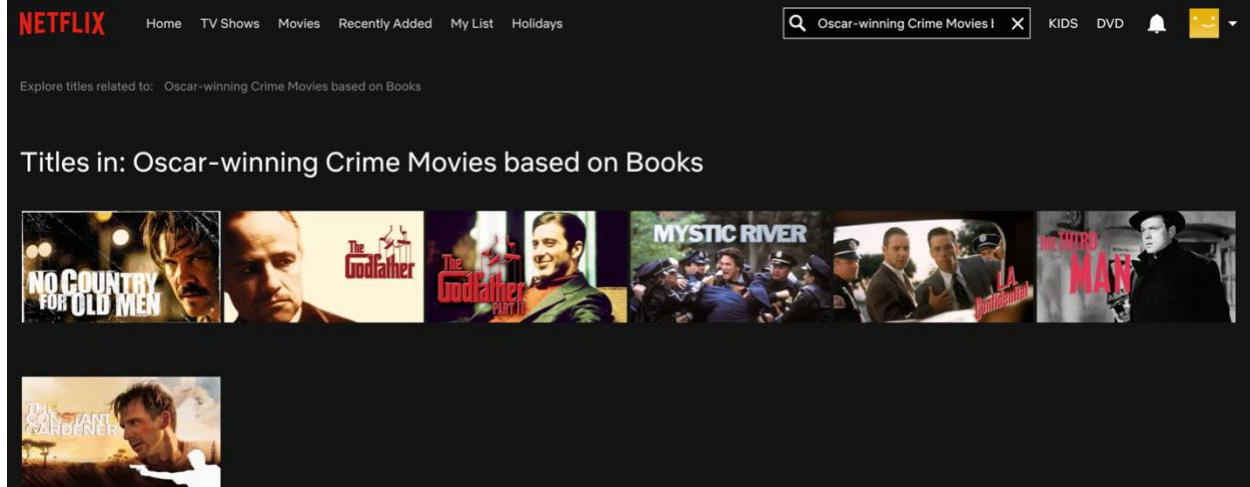 NETFLIX Home TV Shows Movies Recently Added My List Holidays Oscar-winning Crime Movies b KIDS DVD
Explore titles related to: Oscar-winning Crime Movies based on Books
Titles in: Oscar-winning Crime Movies based on Books
NO COUNTRY
FOR OLD MEN
The
Godfather
The
Godfather
PART II
MYSTIC RIVER
L.A.
Confidential
THE THIRD
MAN
THE
CONSTANT
GARDENER